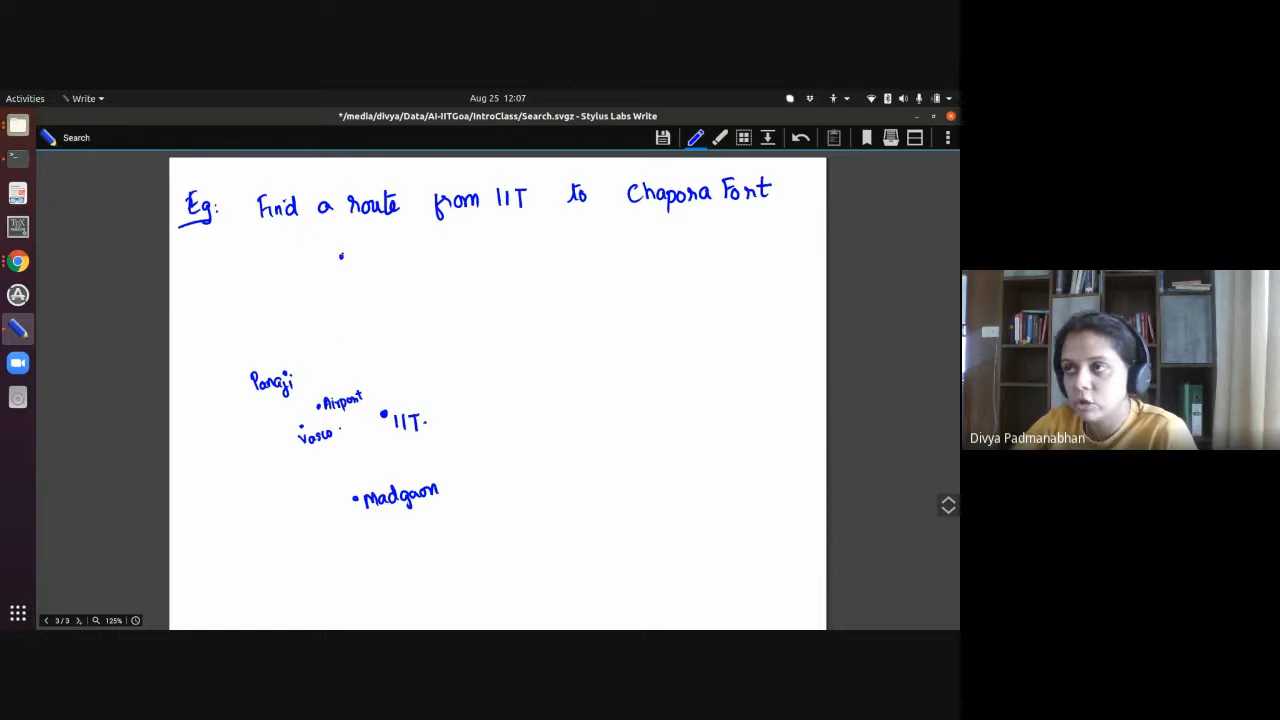 Activities
Write
Aug 25 12:07
*/media/divya/Data/AI-IITGoa/IntroClass/Search.svgz - Stylus Labs Write
Search
Eg: Find a route from IIT to Chapora Fort
Panaji
Airport
IIT.
Vasco
Madgaon
Divya Padmanabhan
3/3
125%